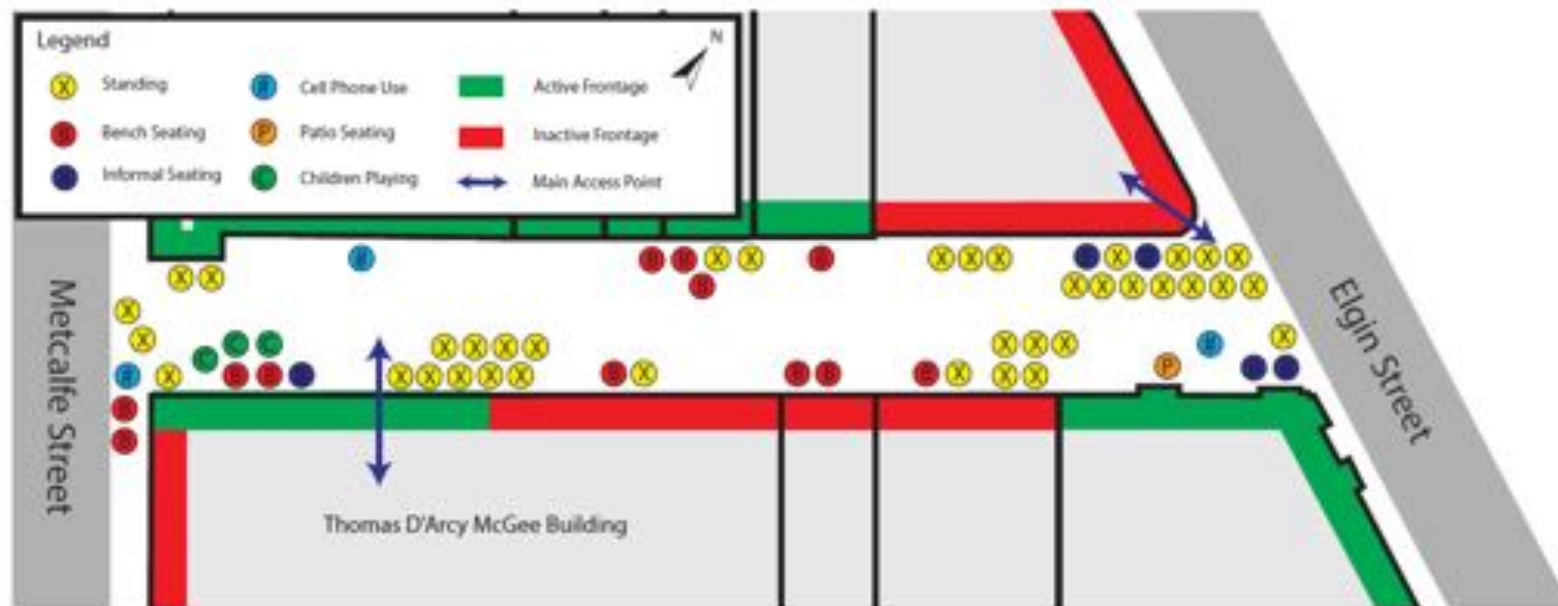 Legend
N
X Standing
Cell Phone Use
Active Frontage
B Bench Seating
P Patio Seating
Inactive Frontage
Informal Seating
C Children Playing
Main Access Point
Metcalfe Street
Elgin Street
Thomas D'Arcy McGee Building